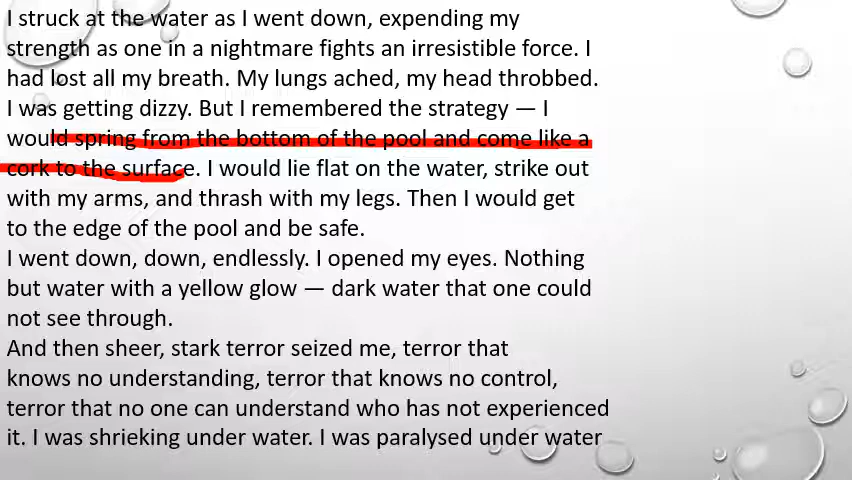 I struck at the water as I went down, expending my
strength as one in a nightmare fights an irresistible force. I
had lost all my breath. My lungs ached, my head throbbed.
I was getting dizzy. But I remembered the strategy — I
would spring from the bottom of the pool and come like a
cork to the surface. I would lie flat on the water, strike out
with my arms, and thrash with my legs. Then I would get
to the edge of the pool and be safe.
I went down, down, endlessly. I opened my eyes. Nothing
but water with a yellow glow — dark water that one could
not see through.
And then sheer, stark terror seized me, terror that
knows no understanding, terror that knows no control,
terror that no one can understand who has not experienced
it. I was shrieking under water. I was paralysed under water